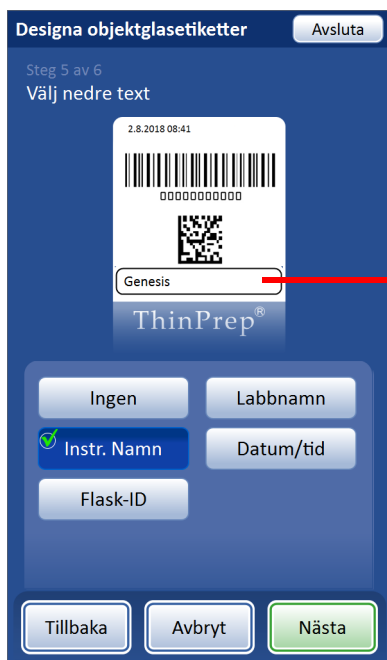 Designa objektglasetiketter Avsluta
Steg 5 av 6
Välj nedre text
2.8.2018 08:41
00000000000
Genesis
ThinPrep®
Ingen Labbnamn
Instr. Namn Datum/tid
Flask-ID
Tillbaka Avbryt Nästa